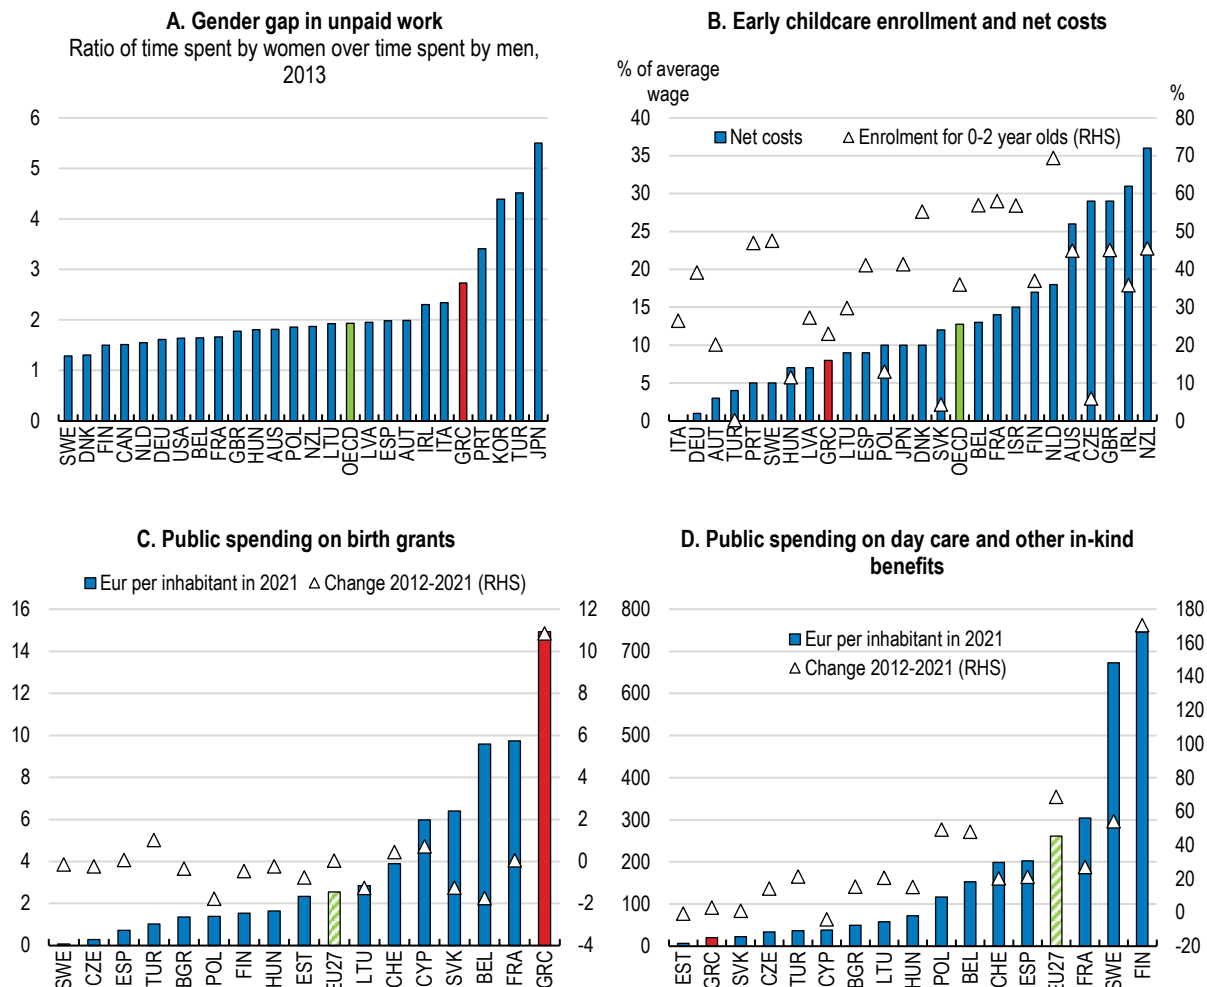 A. Gender gap in unpaid work
Ratio of time spent by women over time spent by men,
2013
6
5
4
3
2
1
0
SWE
DNK
FIN
CAN
NLD
DEU
USA
BEL
FRA
GBR
HUN
AUS
POL
NZL
LTU
OECD
LVA
ESP
AUT
IRL
ITA
GRC
PRT
KOR
TUR
JPN
B. Early childcare enrollment and net costs
% of average
wage
%
Net costs
Enrolment for 0-2 year olds (RHS)
40
35
30
25
20
15
10
5
0
80
70
60
50
40
30
20
10
0
ITA
DEU
AUT
TUR
PRT
SWE
HUN
LVA
GRC
LTU
ESP
POL
JPN
DNK
SVK
OECD
BEL
FRA
ISR
FIN
NLD
AUS
CZE
GBR
IRL
NZL
C. Public spending on birth grants
Eur per inhabitant in 2021
Change 2012-2021 (RHS)
16
14
12
10
8
6
4
2
0
12
10
8
6
4
2
0
-2
-4
SWE
CZE
ESP
TUR
BGR
POL
FIN
HUN
EST
EU27
LTU
CHE
CYP
SVK
BEL
FRA
GRC
D. Public spending on day care and other in-kind
benefits
Eur per inhabitant in 2021
Change 2012-2021 (RHS)
800
700
600
500
400
300
200
100
0
180
160
140
120
100
80
60
40
20
0
-20
EST
GRC
SVK
CZE
TUR
CYP
BGR
LTU
HUN
POL
BEL
CHE
ESP
EU27
FRA
SWE
FIN